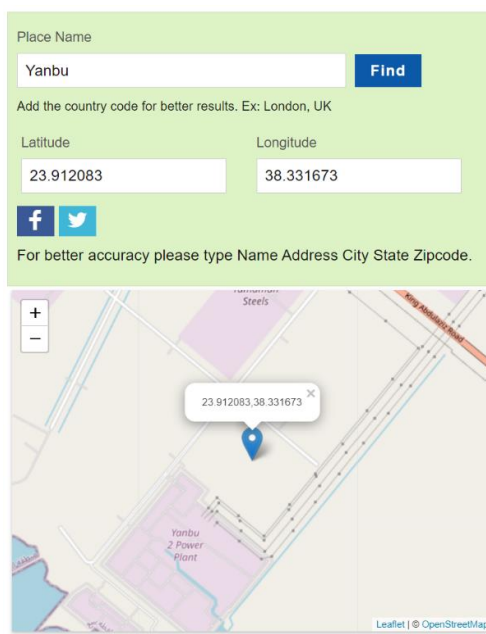 Place Name
Yanbu
Find
Add the country code for better results. Ex: London, UK
Latitude
Longitude
23.912083
38.331673
For better accuracy please type Name Address City State Zipcode.
+
−
Steels
King Abdulaziz Road
23.912083,38.331673
×
Yanbu
2 Power
Plant
Leaflet | © OpenStreetMap